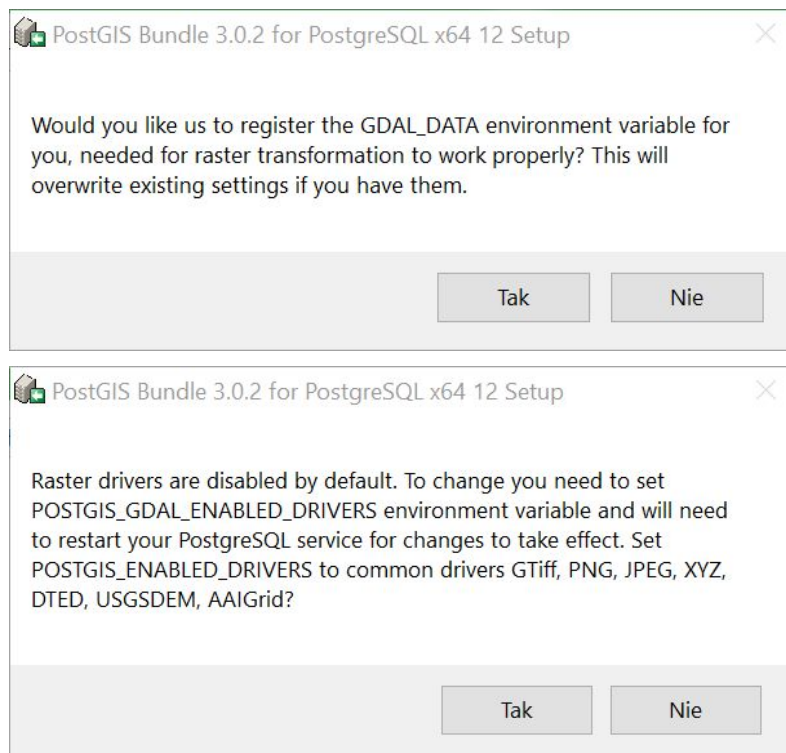 PostGIS Bundle 3.0.2 for PostgreSQL x64 12 Setup
Would you like us to register the GDAL_DATA environment variable for
you, needed for raster transformation to work properly? This will
overwrite existing settings if you have them.
Tak
Nie
PostGIS Bundle 3.0.2 for PostgreSQL x64 12 Setup
Raster drivers are disabled by default. To change you need to set
POSTGIS_GDAL_ENABLED_DRIVERS environment variable and will need
to restart your PostgreSQL service for changes to take effect. Set
POSTGIS_ENABLED_DRIVERS to common drivers GTiff, PNG, JPEG, XYZ,
DTED, USGSDEM, AAIGrid?
Tak
Nie